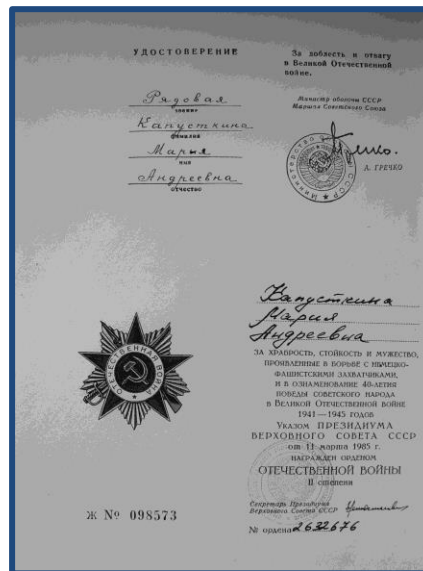 УДОСТОВЕРЕНИЕ
Рядовая
звание
Капусткина
фамилия
Марья
имя
Андреевна
отчество
За доблесть и отвагу
в Великой Отечественной
войне.
Министр обороны СССР
Маршал Советского Союза
А. ГРЕЧКО
ОТЕЧЕСТВЕННАЯ ВОЙНА
Ж № 098573
Капусткина
Мария
Андреевна
ЗА ХРАБРОСТЬ, СТОЙКОСТЬ И МУЖЕСТВО,
ПРОЯВЛЕННЫЕ В БОРЬБЕ С НЕМЕЦКО-
ФАШИСТСКИМИ ЗАХВАТЧИКАМИ,
И В ОЗНАМЕНОВАНИЕ 40-ЛЕТИЯ
ПОБЕДЫ СОВЕТСКОГО НАРОДА
В ВЕЛИКОЙ ОТЕЧЕСТВЕННОЙ ВОЙНЕ
1941—1945 ГОДОВ
УКАЗОМ ПРЕЗИДИУМА
ВЕРХОВНОГО СОВЕТА СССР
от 11 марта 1985 г.
НАГРАЖДЕН ОРДЕНОМ
ОТЕЧЕСТВЕННОЙ ВОЙНЫ
II степени
Секретарь Президиума
Верховного Совета СССР
№ ордена 2632676